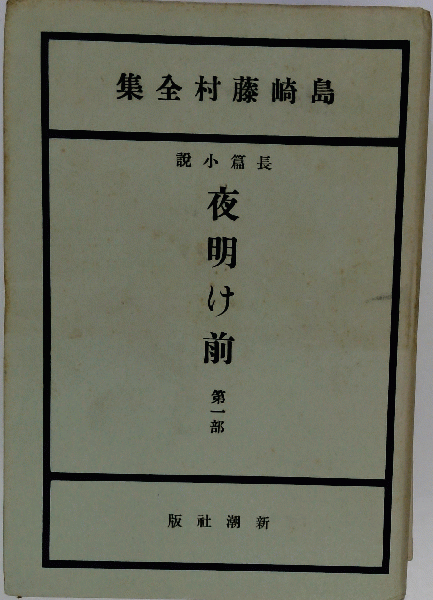 島崎藤村全集
長篇小説
夜明け前
第一部
新潮社版